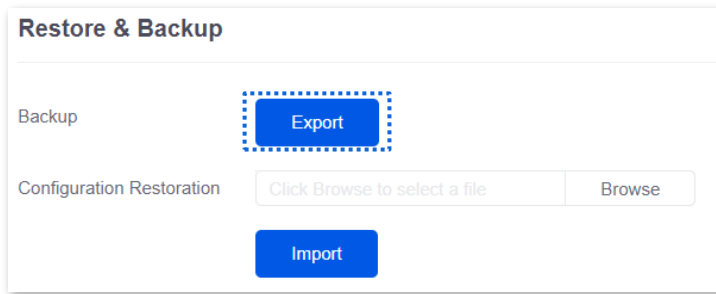 Restore & Backup
Backup
Export
Configuration Restoration
Click Browse to select a file
Browse
Import